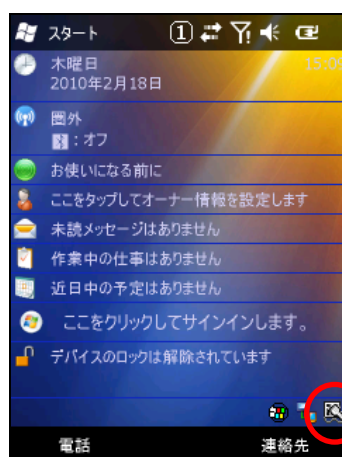 スタート ①
木曜日 15:09
2010年2月18日
圏外
: オフ
お使いになる前に
ここをタップしてオーナー情報を設定します
未読メッセージはありません
作業中の仕事はありません
近日中の予定はありません
ここをクリックしてサインインします。
デバイスのロックは解除されています
電話 連絡先